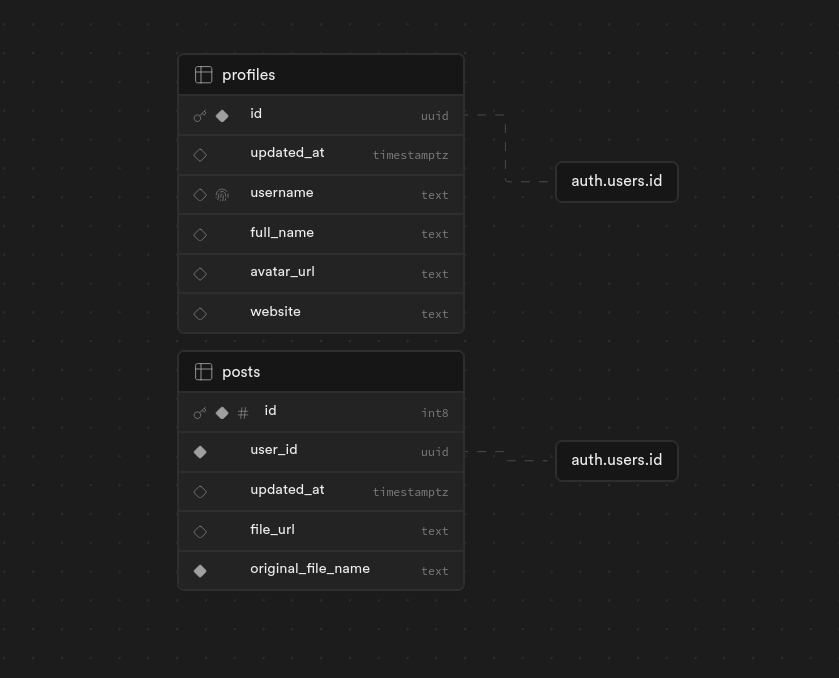 profiles
id uuid
updated_at timestamptz
username text
full_name text
avatar_url text
website text
auth.users.id
posts
# id int8
user_id uuid
updated_at timestamptz
file_url text
original_file_name text
auth.users.id